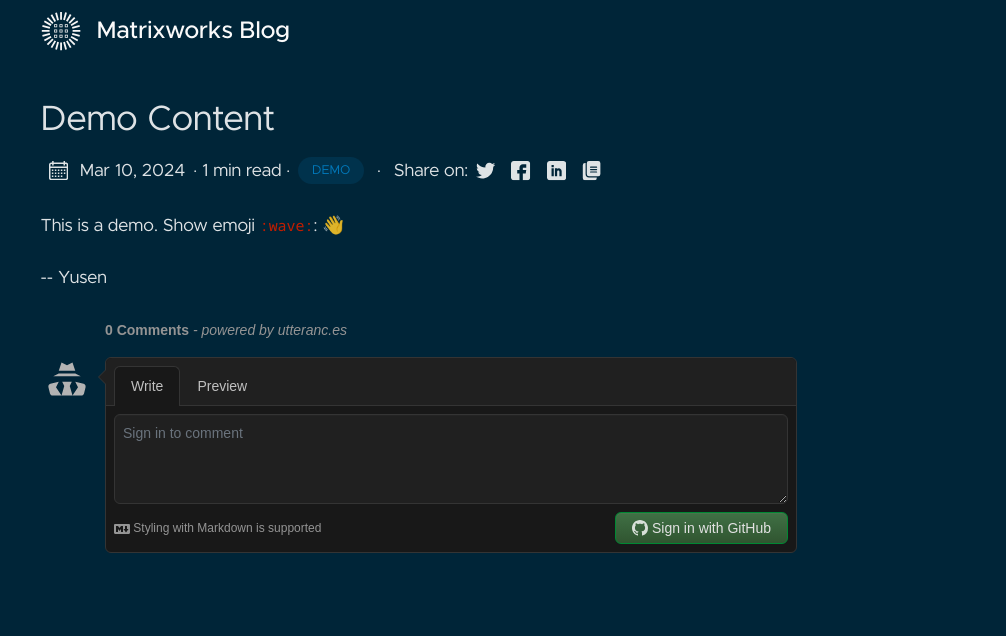 Matrixworks Blog
Demo Content
Mar 10, 2024 · 1 min read · DEMO · Share on:
This is a demo. Show emoji :wave:: 👋
-- Yusen
0 Comments - powered by utteranc.es
Write Preview
Sign in to comment
Styling with Markdown is supported Sign in with GitHub